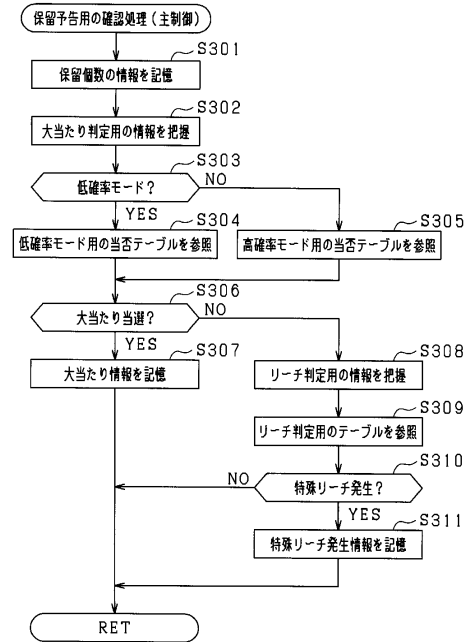 保留予告用の確認処理(主制御)
S301
保留個数の情報を記憶
S302
大当たり判定用の情報を把握
S303
低確率モード?
NO
YES
S304
低確率モード用の当否テーブルを参照
S305
高確率モード用の当否テーブルを参照
S306
大当たり当選?
NO
YES
S307
大当たり情報を記憶
S308
リーチ判定用の情報を把握
S309
リーチ判定用のテーブルを参照
S310
特殊リーチ発生?
NO
YES
S311
特殊リーチ発生情報を記憶
RET